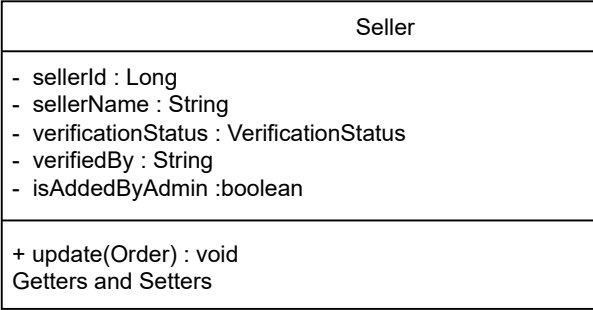 Seller
- sellerId : Long
- sellerName : String
- verificationStatus : VerificationStatus
- verifiedBy : String
- isAddedByAdmin :boolean
+ update(Order) : void
Getters and Setters